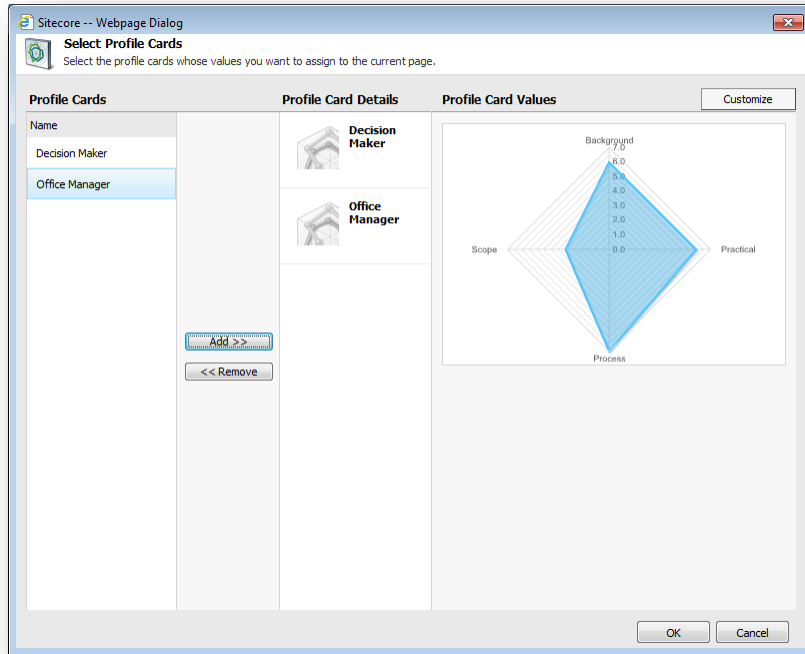 Sitecore -- Webpage Dialog
Select Profile Cards
Select the profile cards whose values you want to assign to the current page.
Profile Cards
Profile Card Details
Profile Card Values
Customize
Name
Decision Maker
Office Manager
Add >>
<< Remove
Decision
Maker
Office
Manager
Background
7.0
6.0
5.0
4.0
3.0
2.0
1.0
0.0
Scope
Practical
Process
OK
Cancel